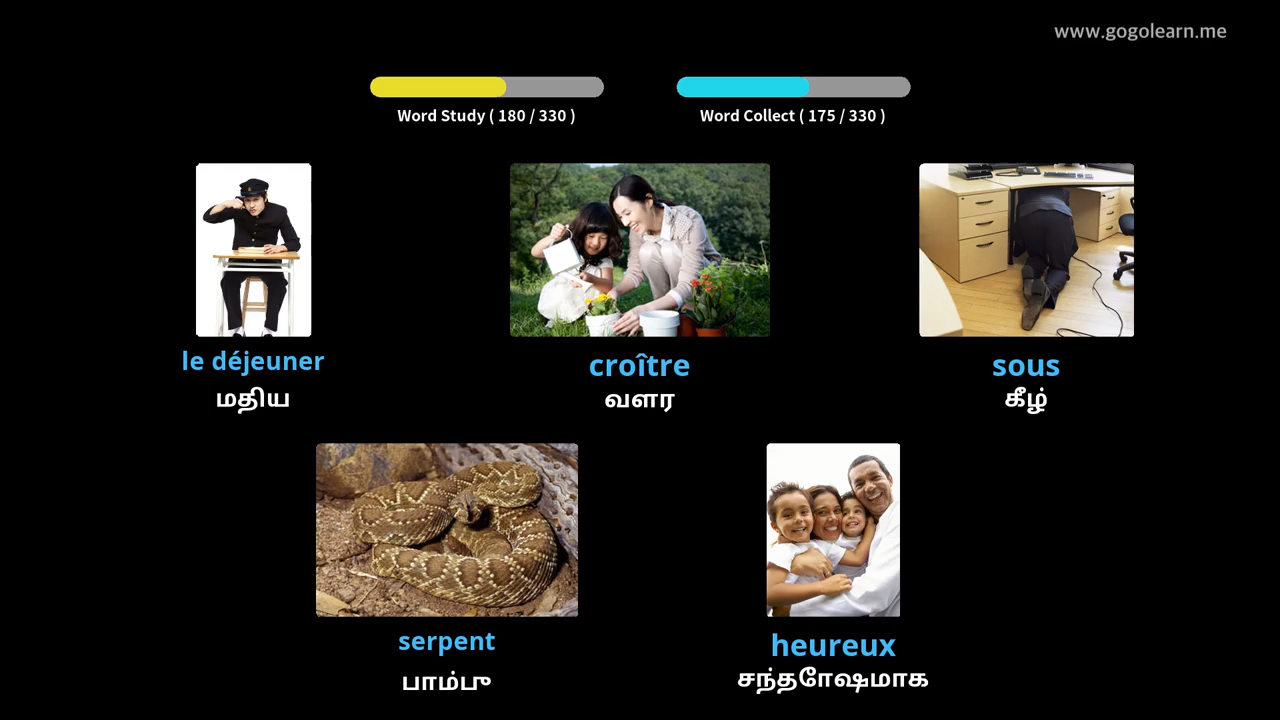 www.gogolearn.me
Word Study ( 180 / 330 )
Word Collect ( 175 / 330 )
le déjeuner
மதிய
croître
வளர
sous
கீழ்
serpent
பாம்பு
heureux
சந்தோஷமாக